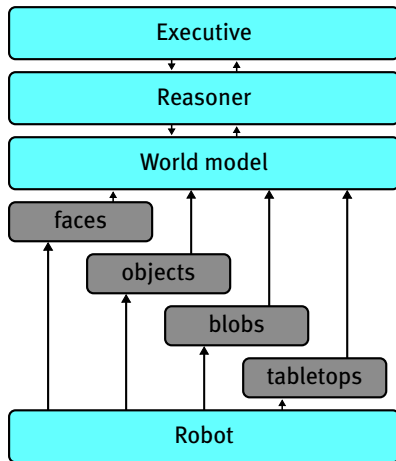 Executive
Reasoner
World model
faces
objects
blobs
tabletops
Robot